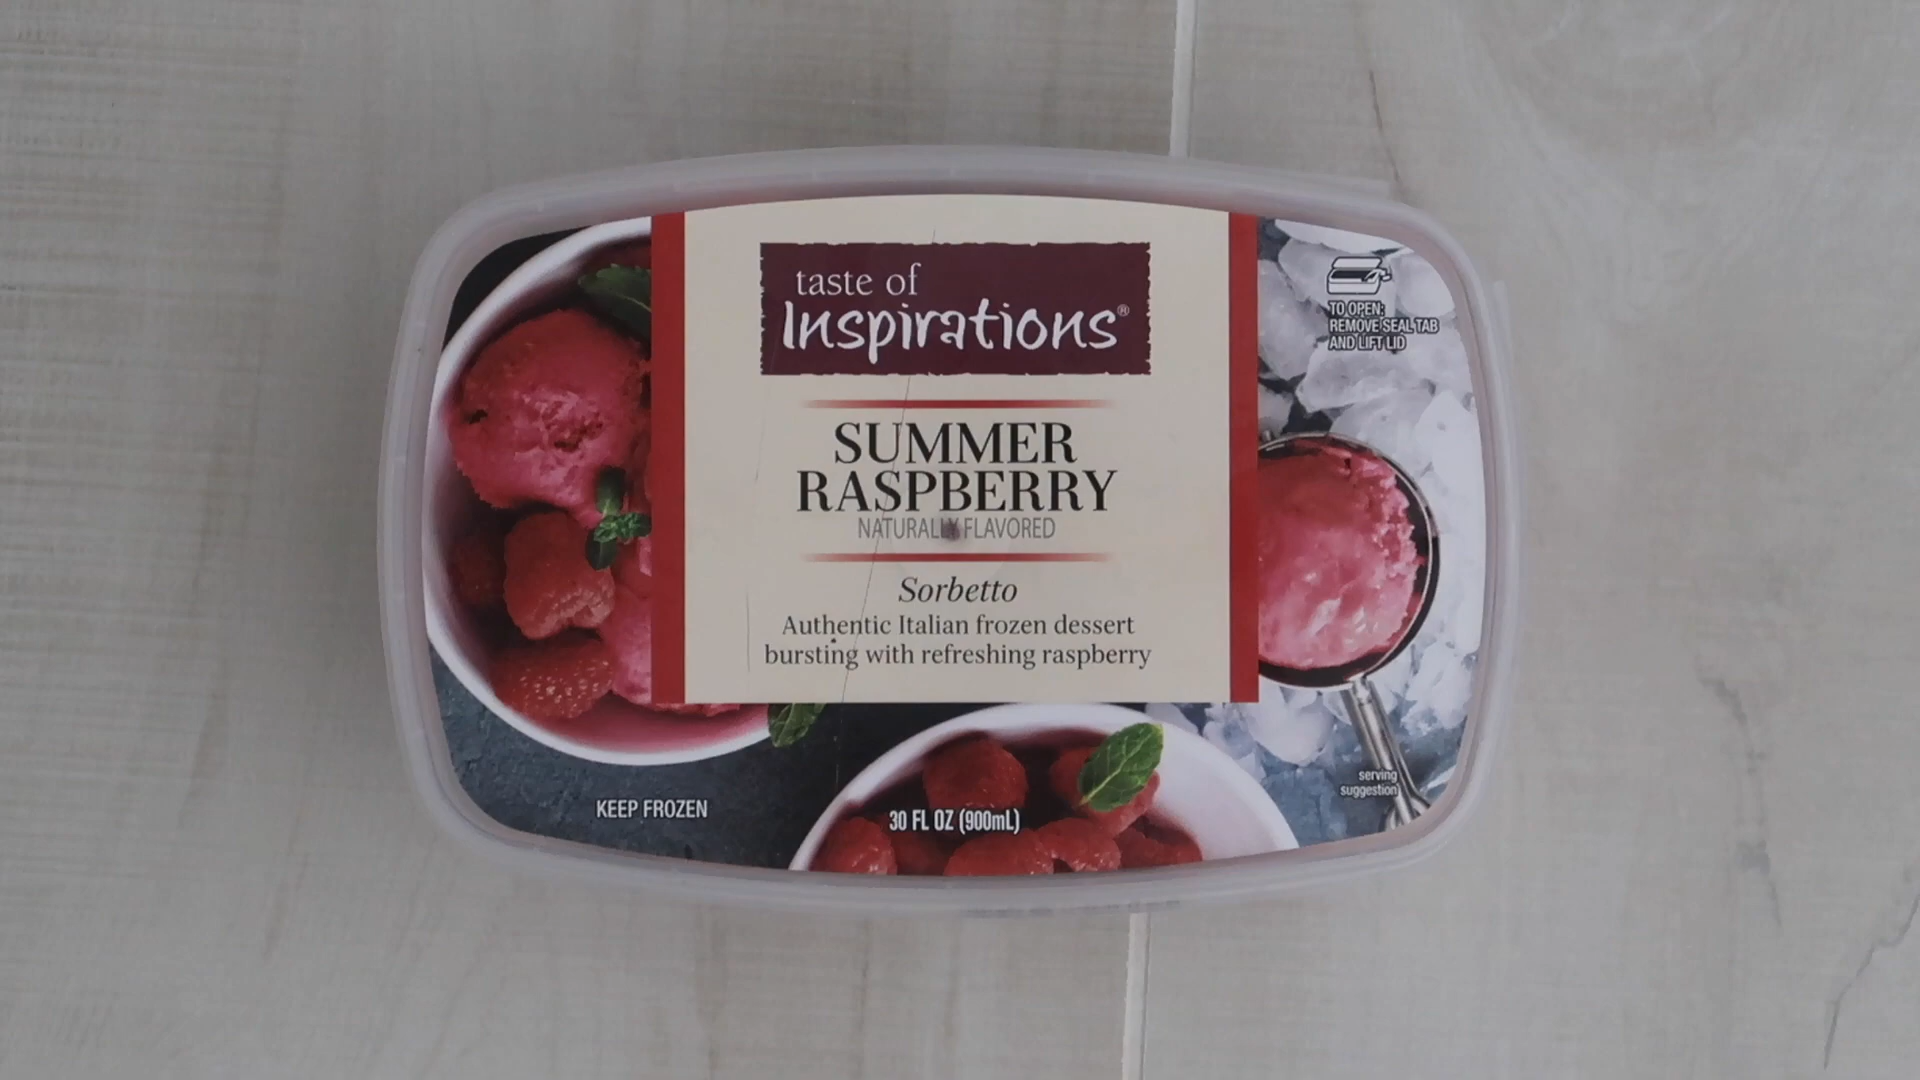 taste of
Inspirations®
SUMMER
RASPBERRY
NATURALLY FLAVORED
Sorbetto
Authentic Italian frozen dessert
bursting with refreshing raspberry
TO OPEN:
REMOVE SEAL TAB
AND LIFT LID
serving
suggestion
KEEP FROZEN
30 FL OZ (900mL)